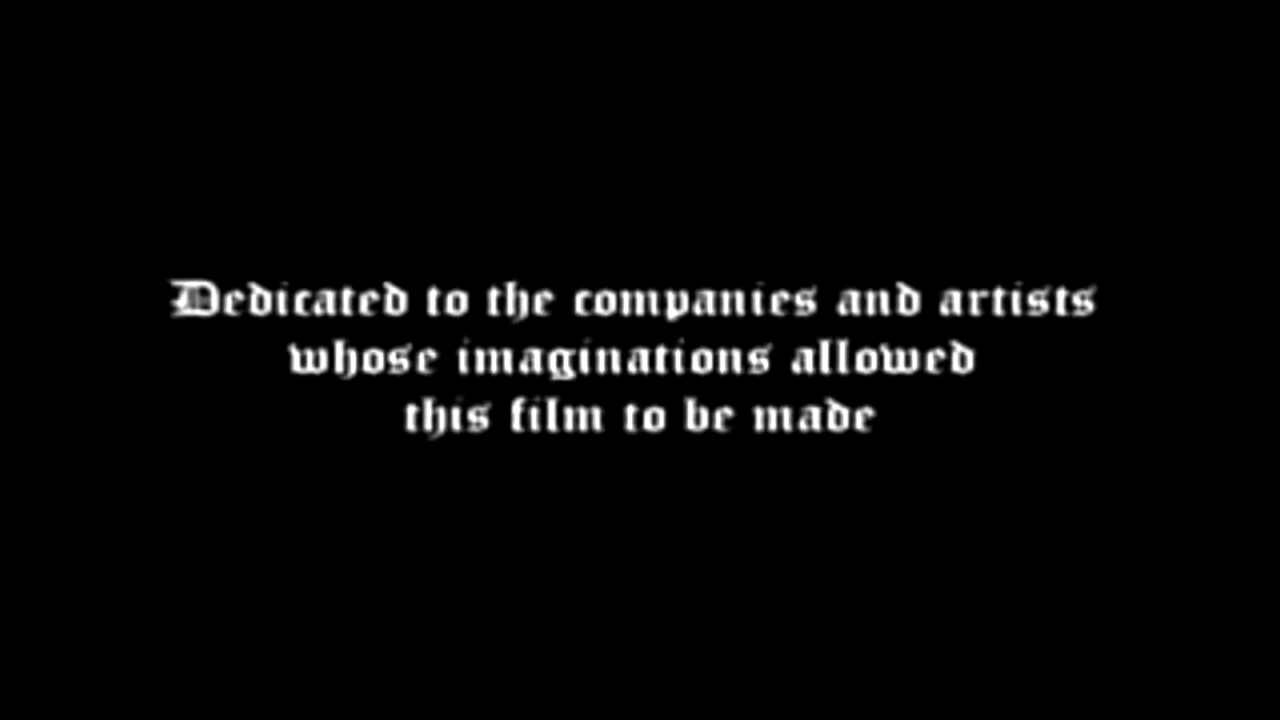 Dedicated to the companies and artists
whose imaginations allowed
this film to be made